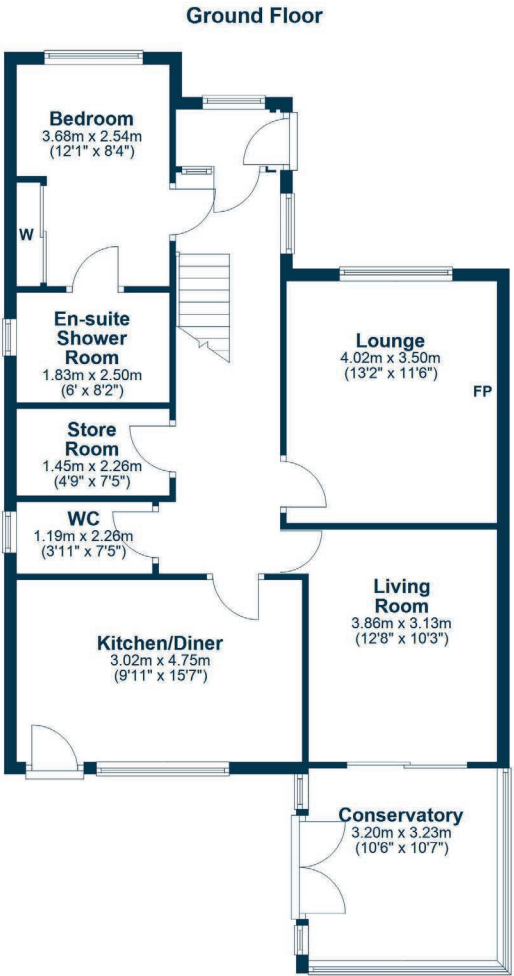 Ground Floor
Bedroom
3.68m x 2.54m
(12'1" x 8'4")
W
En-suite
Shower
Room
1.83m x 2.50m
(6' x 8'2")
Lounge
4.02m x 3.50m
(13'2" x 11'6")
FP
Store
Room
1.45m x 2.26m
(4'9" x 7'5")
WC
1.19m x 2.26m
(3'11" x 7'5")
Living
Room
3.86m x 3.13m
(12'8" x 10'3")
Kitchen/Diner
3.02m x 4.75m
(9'11" x 15'7")
Conservatory
3.20m x 3.23m
(10'6" x 10'7")